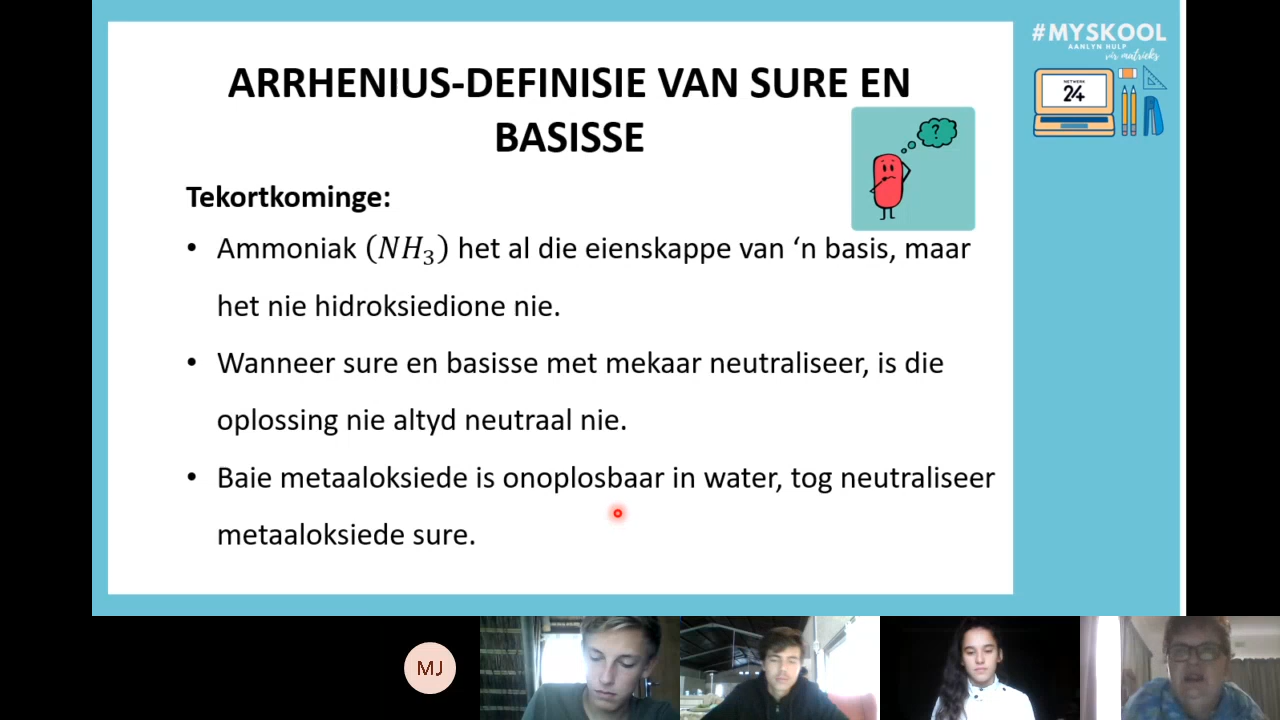 ARRHENIUS-DEFINISIE VAN SURE EN
BASISSE
Tekortkominge:
• Ammoniak (NH₃) het al die eienskappe van ‘n basis, maar
het nie hidroksiedione nie.
• Wanneer sure en basisse met mekaar neutraliseer, is die
oplossing nie altyd neutraal nie.
• Baie metaaloksiede is onoplosbaar in water, tog neutraliseer
metaaloksiede sure.
?
#MYSKOOL
AANLYN HULP
vir matrieks
NETWERK
24
MJ